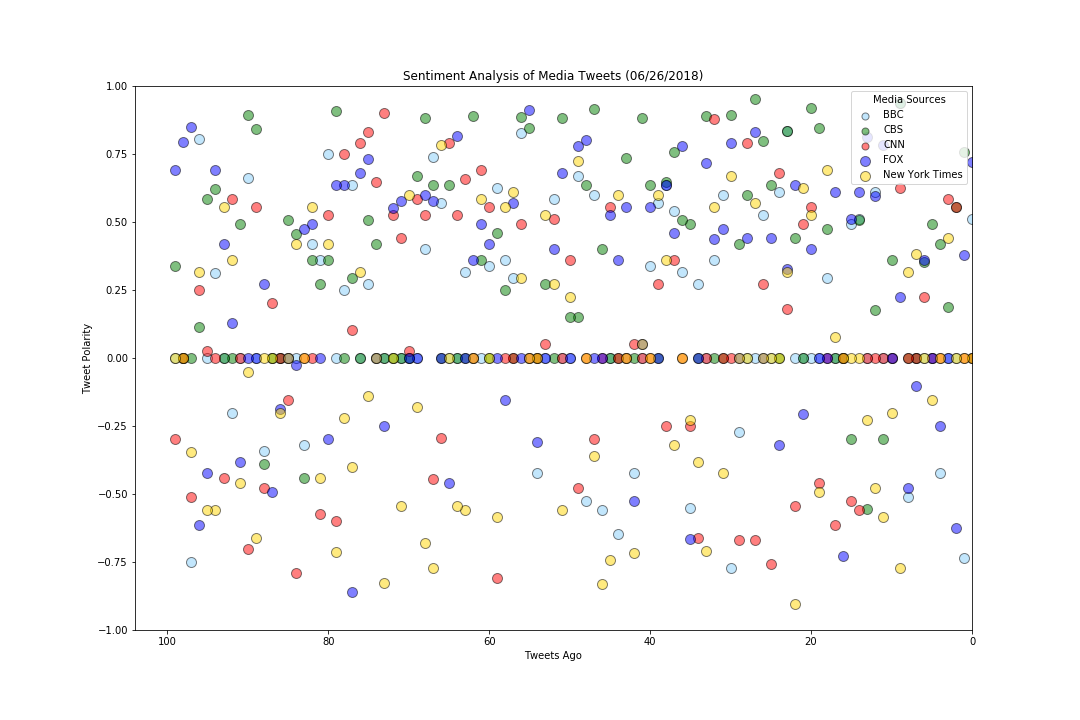 Sentiment Analysis of Media Tweets (06/26/2018)
Media Sources
BBC
CBS
CNN
FOX
New York Times
Tweet Polarity
1.00
0.75
0.50
0.25
0.00
−0.25
−0.50
−0.75
−1.00
100
80
60
40
20
0
Tweets Ago